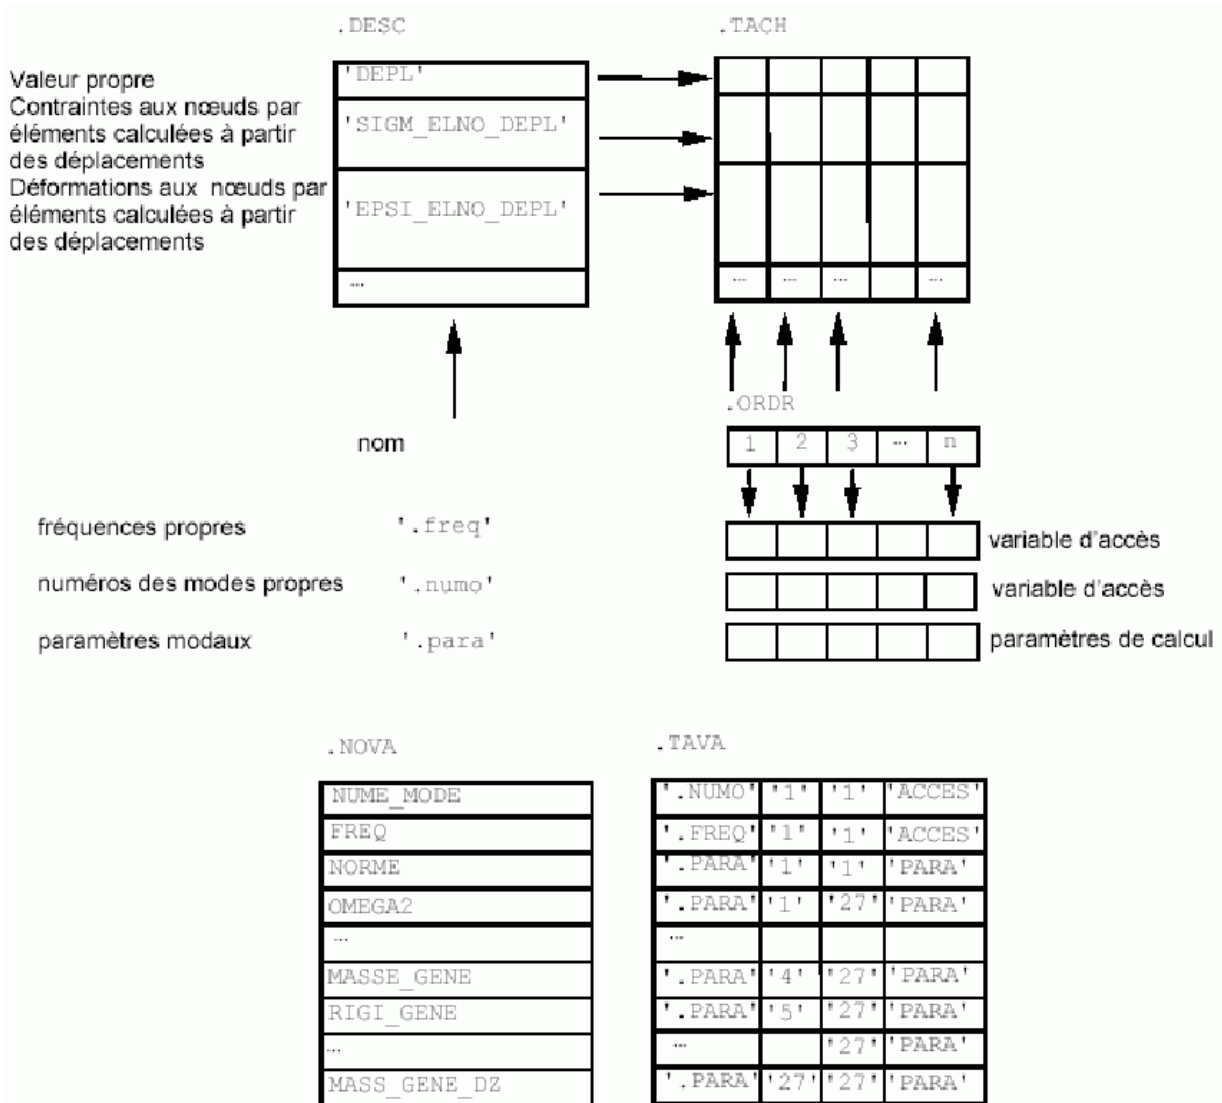 .DESC
.TACH
Valeur propre
Contraintes aux nœuds par
éléments calculées à partir
des déplacements
Déformations aux nœuds par
éléments calculées à partir
des déplacements
'DEPL'
'SIGM_ELNO_DEPL'
'EPSI_ELNO_DEPL'
...
... ... ... ...
nom
.ORDR
1 2 3 ... n
fréquences propres '.freq' variable d'accès
numéros des modes propres '.numo' variable d'accès
paramètres modaux '.para' paramètres de calcul
.NOVA
NUME_MODE
FREQ
NORME
OMEGA2
...
MASSE_GENE
RIGI_GENE
...
MASS_GENE_DZ
.TAVA
'.NUMO' '1' '1' 'ACCES'
'.FREQ' '1' '1' 'ACCES'
'.PARA' '1' '1' 'PARA'
'.PARA' '1' '27' 'PARA'
...
'.PARA' '4' '27' 'PARA'
'.PARA' '5' '27' 'PARA'
... '27' 'PARA'
'.PARA' '27' '27' 'PARA'